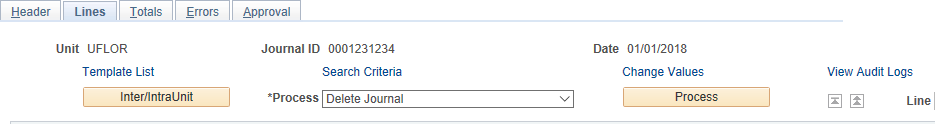 Header Lines Totals Errors Approval
Unit UFLOR Journal ID 0001231234 Date 01/01/2018
Template List Search Criteria Change Values View Audit Logs
Inter/IntraUnit *Process Delete Journal Process Line